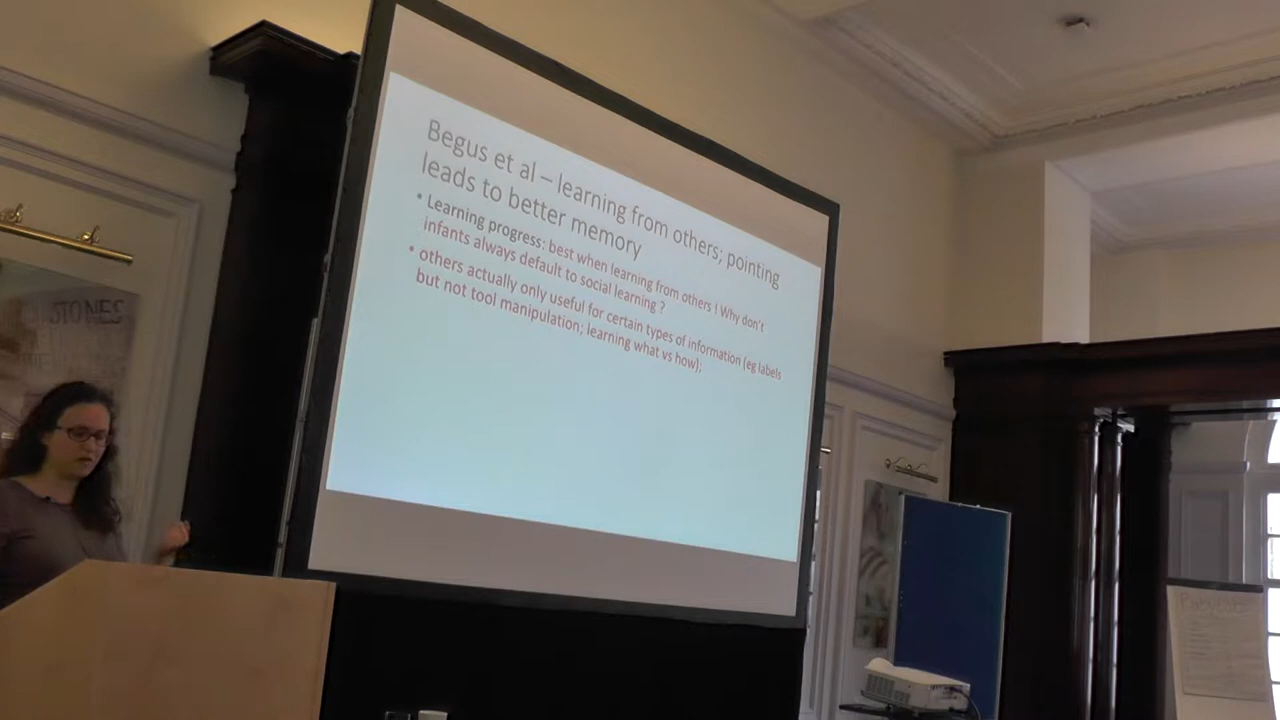 Begus et al – learning from others; pointing
leads to better memory
• Learning progress: best when learning from others ! Why don't
infants always default to social learning ?
• others actually only useful for certain types of information (eg labels
but not tool manipulation; learning what vs how);
STONES